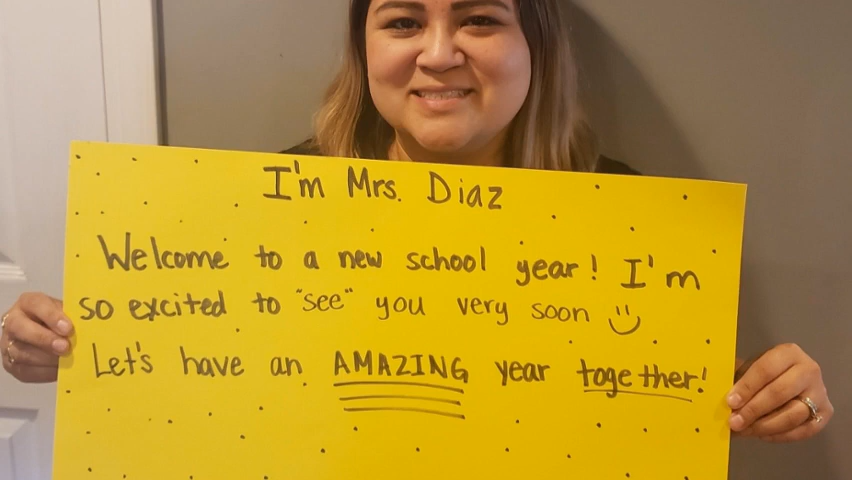 I'm Mrs. Diaz
Welcome to a new school year! I'm
so excited to "see" you very soon
Let's have an AMAZING year together!